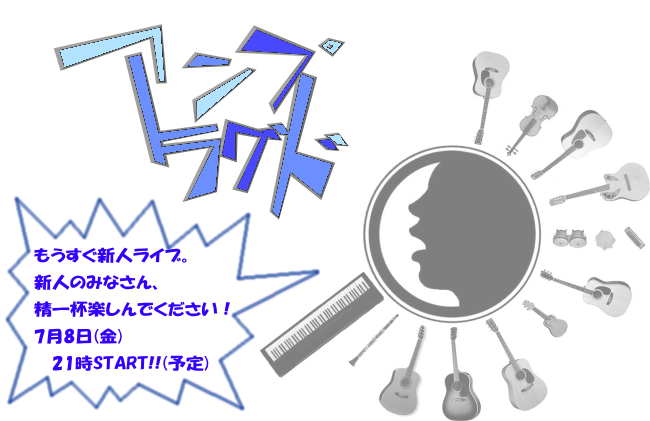 アンプラグド
もうすぐ新人ライブ。
新人のみなさん、
精一杯楽しんでください！
7月8日(金)
21時START!!(予定)